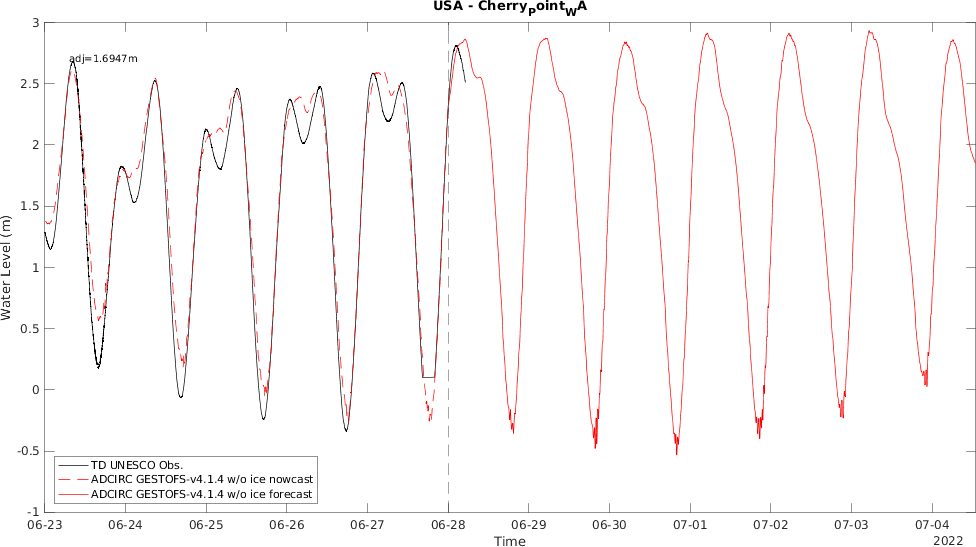 USA - Cherry_Point_WA
adj=1.6947m
3
2.5
2
1.5
1
0.5
0
-0.5
-1
Water Level (m)
TD UNESCO Obs.
ADCIRC GESTOFS-v4.1.4 w/o ice nowcast
ADCIRC GESTOFS-v4.1.4 w/o ice forecast
06-23 06-24 06-25 06-26 06-27 06-28 06-29 06-30 07-01 07-02 07-03 07-04
Time
2022